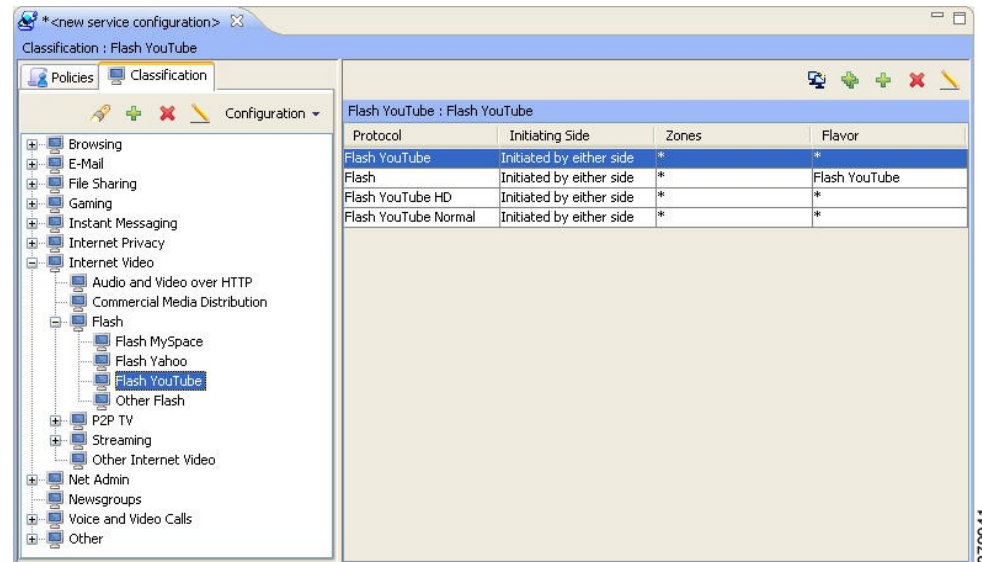 *<new service configuration>
Classification : Flash YouTube
Policies
Classification
Configuration
Browsing
E-Mail
File Sharing
Gaming
Instant Messaging
Internet Privacy
Internet Video
Audio and Video over HTTP
Commercial Media Distribution
Flash
Flash MySpace
Flash Yahoo
Flash YouTube
Other Flash
P2P TV
Streaming
Other Internet Video
Net Admin
Newsgroups
Voice and Video Calls
Other
Flash YouTube : Flash YouTube
Protocol Initiating Side Zones Flavor
Flash YouTube Initiated by either side * *
Flash Initiated by either side * Flash YouTube
Flash YouTube HD Initiated by either side * *
Flash YouTube Normal Initiated by either side * *